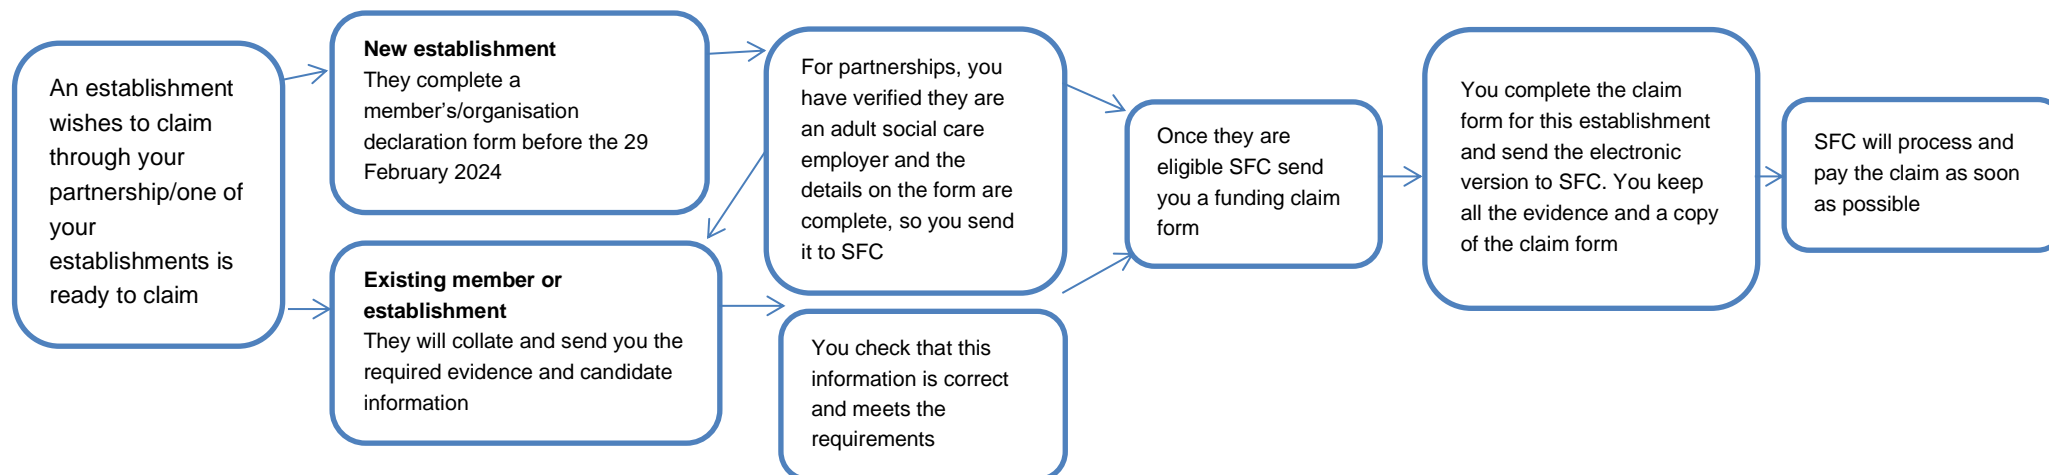 An establishment
wishes to claim
through your
partnership/one of
your
establishments is
ready to claim
New establishment
They complete a
member’s/organisation
declaration form before the 29
February 2024
Existing member or
establishment
They will collate and send you the
required evidence and candidate
information
For partnerships, you
have verified they are
an adult social care
employer and the
details on the form are
complete, so you send
it to SFC
You check that this
information is correct
and meets the
requirements
Once they are
eligible SFC send
you a funding claim
form
You complete the claim
form for this establishment
and send the electronic
version to SFC. You keep
all the evidence and a copy
of the claim form
SFC will process and
pay the claim as soon
as possible